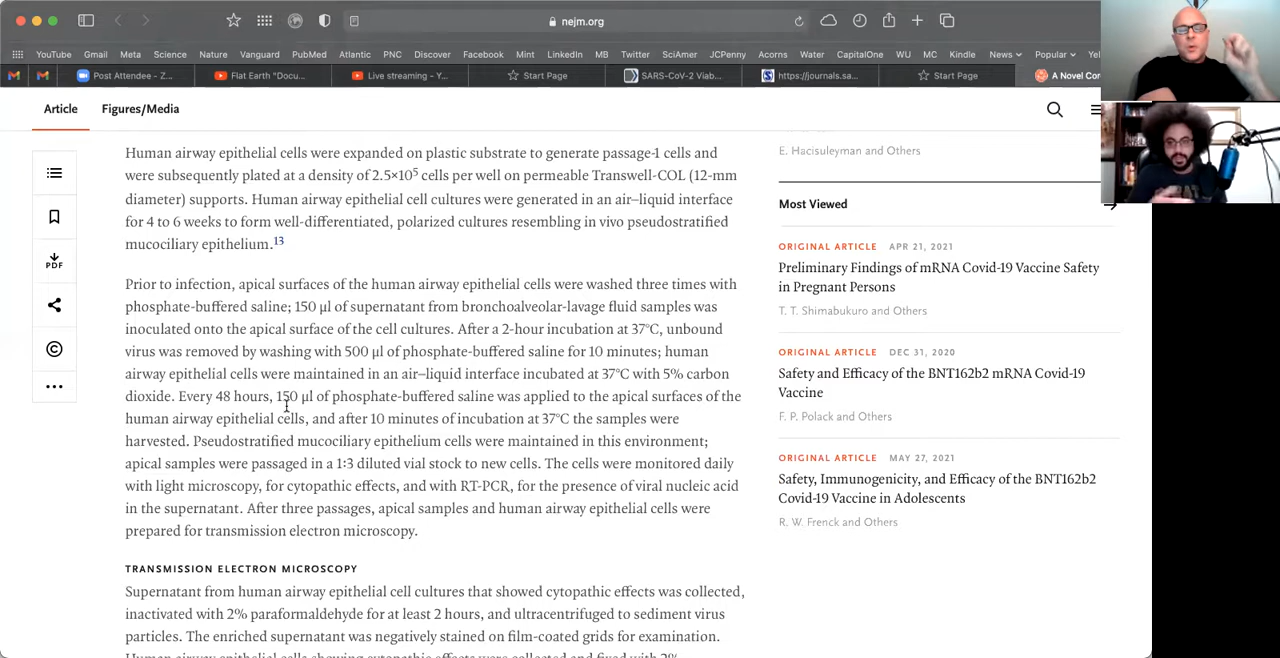 nejm.org
YouTube Gmail Meta Science Nature Vanguard PubMed Atlantic PNC Discover Facebook Mint LinkedIn MB Twitter SciAmer JCPenny Acorns Water CapitalOne WU MC Kindle News Popular Yel
Post Attendee - Z... Flat Earth "Docu... Live streaming - Y... Start Page SARS-CoV-2 Viab... https://journals.sa... Start Page A Novel Cor
Article Figures/Media
Human airway epithelial cells were expanded on plastic substrate to generate passage-1 cells and
were subsequently plated at a density of 2.5×10⁵ cells per well on permeable Transwell-COL (12-mm
diameter) supports. Human airway epithelial cell cultures were generated in an air–liquid interface
for 4 to 6 weeks to form well-differentiated, polarized cultures resembling in vivo pseudostratified
mucociliary epithelium.¹³
Prior to infection, apical surfaces of the human airway epithelial cells were washed three times with
phosphate-buffered saline; 150 μl of supernatant from bronchoalveolar-lavage fluid samples was
inoculated onto the apical surface of the cell cultures. After a 2-hour incubation at 37°C, unbound
virus was removed by washing with 500 μl of phosphate-buffered saline for 10 minutes; human
airway epithelial cells were maintained in an air–liquid interface incubated at 37°C with 5% carbon
dioxide. Every 48 hours, 150 μl of phosphate-buffered saline was applied to the apical surfaces of the
human airway epithelial cells, and after 10 minutes of incubation at 37°C the samples were
harvested. Pseudostratified mucociliary epithelium cells were maintained in this environment;
apical samples were passaged in a 1:3 diluted vial stock to new cells. The cells were monitored daily
with light microscopy, for cytopathic effects, and with RT-PCR, for the presence of viral nucleic acid
in the supernatant. After three passages, apical samples and human airway epithelial cells were
prepared for transmission electron microscopy.
TRANSMISSION ELECTRON MICROSCOPY
Supernatant from human airway epithelial cell cultures that showed cytopathic effects was collected,
inactivated with 2% paraformaldehyde for at least 2 hours, and ultracentrifuged to sediment virus
particles. The enriched supernatant was negatively stained on film-coated grids for examination.
Human airway epithelial cells showing cytopathic effects were collected and fixed with 2%
PDF
E. Hacisuleyman and Others
Most Viewed
ORIGINAL ARTICLE APR 21, 2021
Preliminary Findings of mRNA Covid-19 Vaccine Safety
in Pregnant Persons
T. T. Shimabukuro and Others
ORIGINAL ARTICLE DEC 31, 2020
Safety and Efficacy of the BNT162b2 mRNA Covid-19
Vaccine
F. P. Polack and Others
ORIGINAL ARTICLE MAY 27, 2021
Safety, Immunogenicity, and Efficacy of the BNT162b2
Covid-19 Vaccine in Adolescents
R. W. Frenck and Others